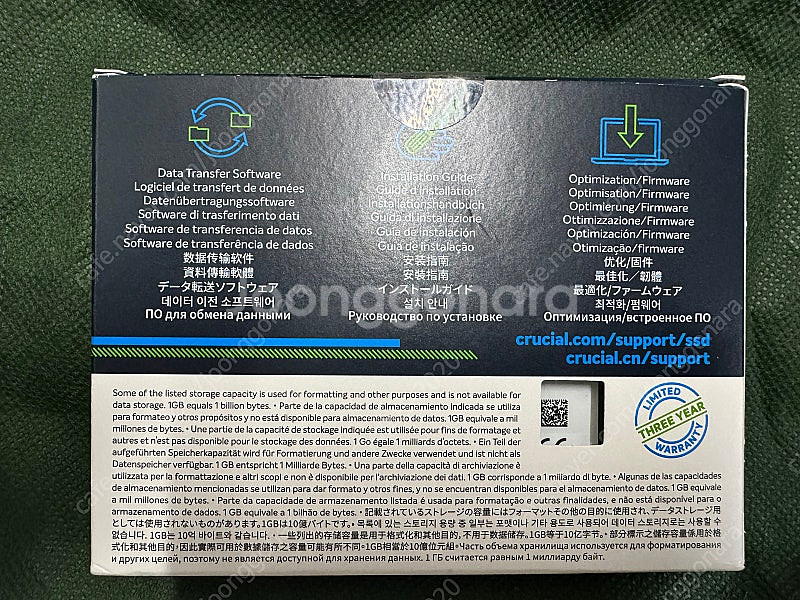 Data Transfer Software
Logiciel de transfert de données
Datenübertragungssoftware
Software di trasferimento dati
Software de transferencia de datos
Software de transferência de dados
数据传输软件
資料傳輸軟體
データ転送ソフトウェア
데이터 이전 소프트웨어
ПО для обмена данными
Installation Guide
Guide d'installation
Installationshandbuch
Guida di installazione
Guía de instalación
Guia de instalação
安装指南
安裝指南
インストールガイド
설치 안내
Руководство по установке
Optimization/Firmware
Optimisation/Firmware
Optimierung/Firmware
Ottimizzazione/Firmware
Optimización/Firmware
Otimização/firmware
优化/固件
最佳化／韌體
最適化/ファームウェア
최적화/펌웨어
Оптимизация/встроенное ПО
crucial.com/support/ssd
crucial.cn/support
joonggonara
Some of the listed storage capacity is used for formatting and other purposes and is not available for
data storage. 1GB equals 1 billion bytes. • Parte de la capacidad de almacenamiento indicada se utiliza
para formateo y otros propósitos y no está disponible para almacenamiento de datos. 1GB equivale a mil
millones de bytes. • Une partie de la capacité de stockage indiquée est utilisée pour fins de formatage et
autres et n'est pas disponible pour le stockage des données. 1 Go égale 1 milliards d'octets. • Ein Teil der
aufgeführten Speicherkapazität wird für Formatierung und andere Zwecke verwendet und ist nicht als
Datenspeicher verfügbar. 1 GB entspricht 1 Milliarde Bytes. • Una parte della capacità di archiviazione è
utilizzata per la formattazione e altri scopi e non è disponibile per l'archiviazione dei dati. 1 GB corrisponde a 1 miliardo di byte. • Algunas de las capacidades
de almacenamiento mencionadas se utilizan para dar formato y otros fines, y no se encuentran disponibles para el almacenamiento de datos. 1 GB equivale
a mil millones de bytes. • Parte da capacidade de armazenamento listada é usada para formatação e outras finalidades, e não está disponível para o
armazenamento de dados. 1 GB equivale a 1 bilhão de bytes. • 記載されているストレージの容量にはフォーマットその他の目的に使用され、データストレージ用
としては使用されないものがあります。1GBは10億バイトです。• 목록에 있는 스토리지 용량 중 일부는 포맷이나 기타 용도로 사용되어 데이터 스토리지로는 사용할 수
없습니다. 1GB는 10억 바이트와 같습니다. • 一些列出的存储容量是用于格式化和其他目的, 不用于数据储存。1GB等于10亿字节。• 部分標示之儲存容量係用於格
式化和其他目的，因此實際可用於數據儲存之容量可能有所不同。1GB相當於10億位元組。• Часть объема хранилища используется для форматирования
и других целей, поэтому не является доступной для хранения данных. 1 ГБ считается равным 1 миллиарду байт.
LIMITED
THREE YEAR
WARRANTY